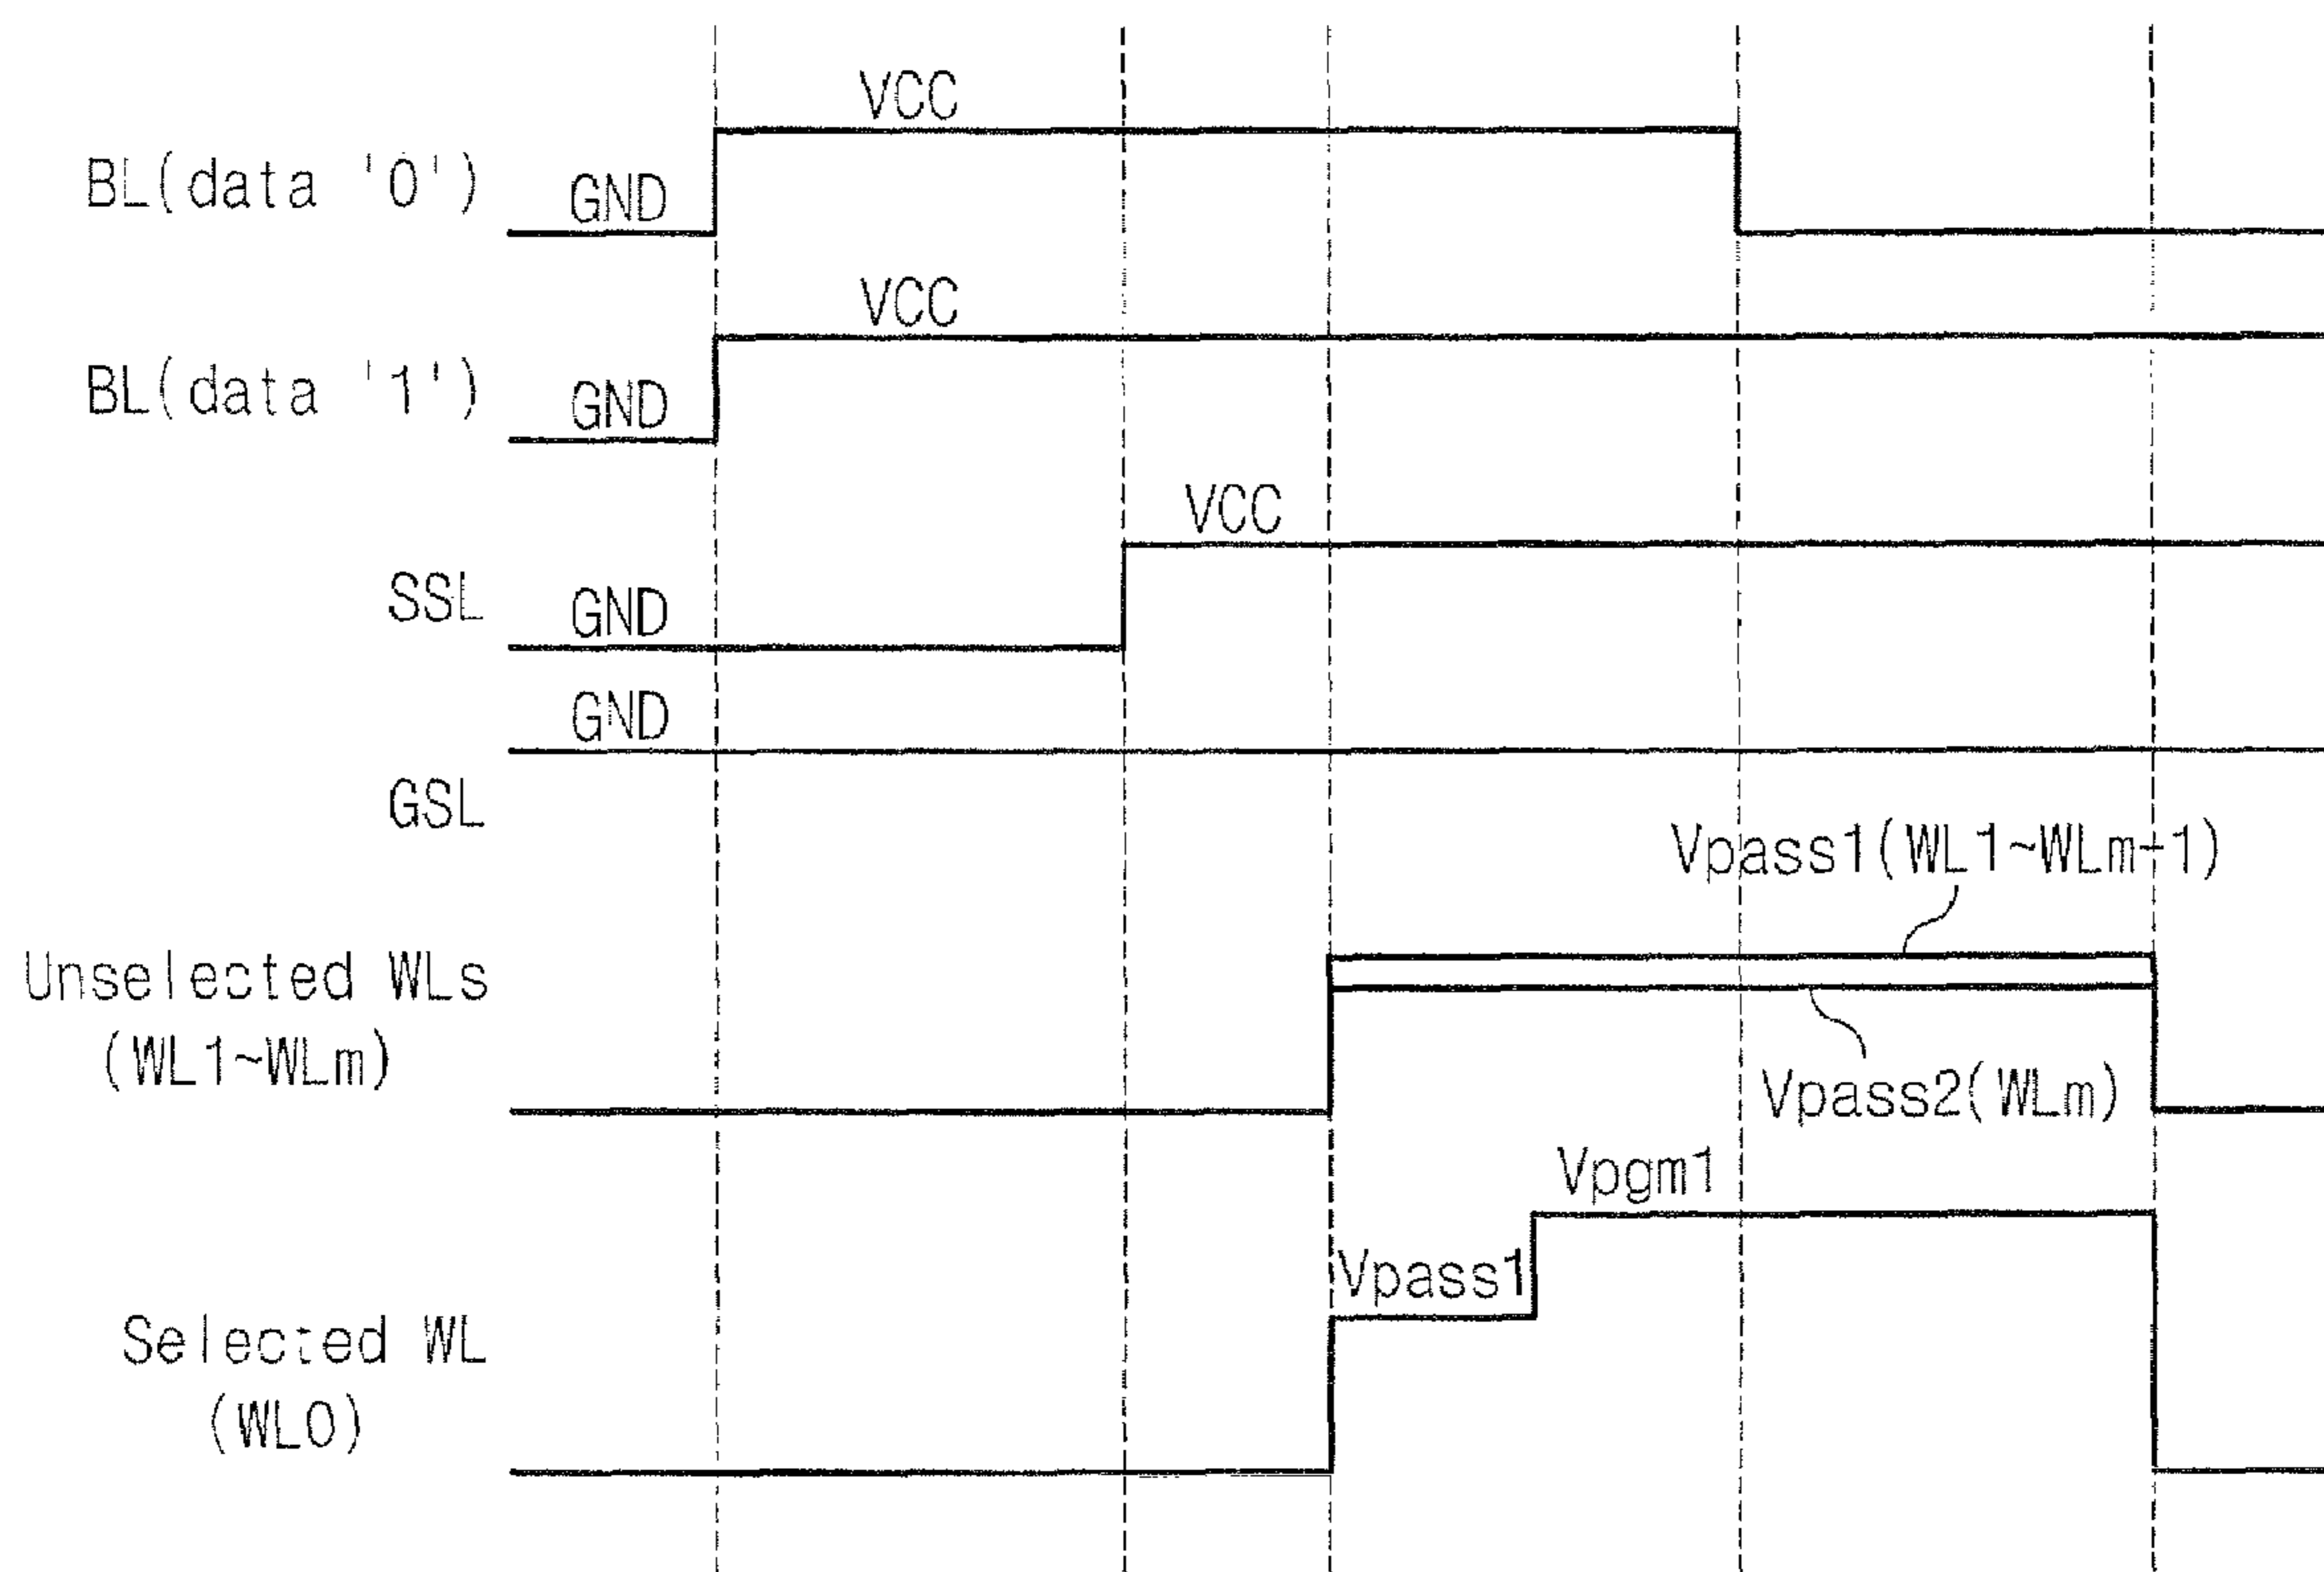 VCC
BL(data '0')
GND
VCC
BL(data '1')
GND
VCC
SSL
GND
GND
GSL
Vpass1(WL1~WLm-1)
Unselected WLs
(WL1~WLm)
Vpass2(WLm)
Vpgm1
Vpass1
Selected WL
(WL0)